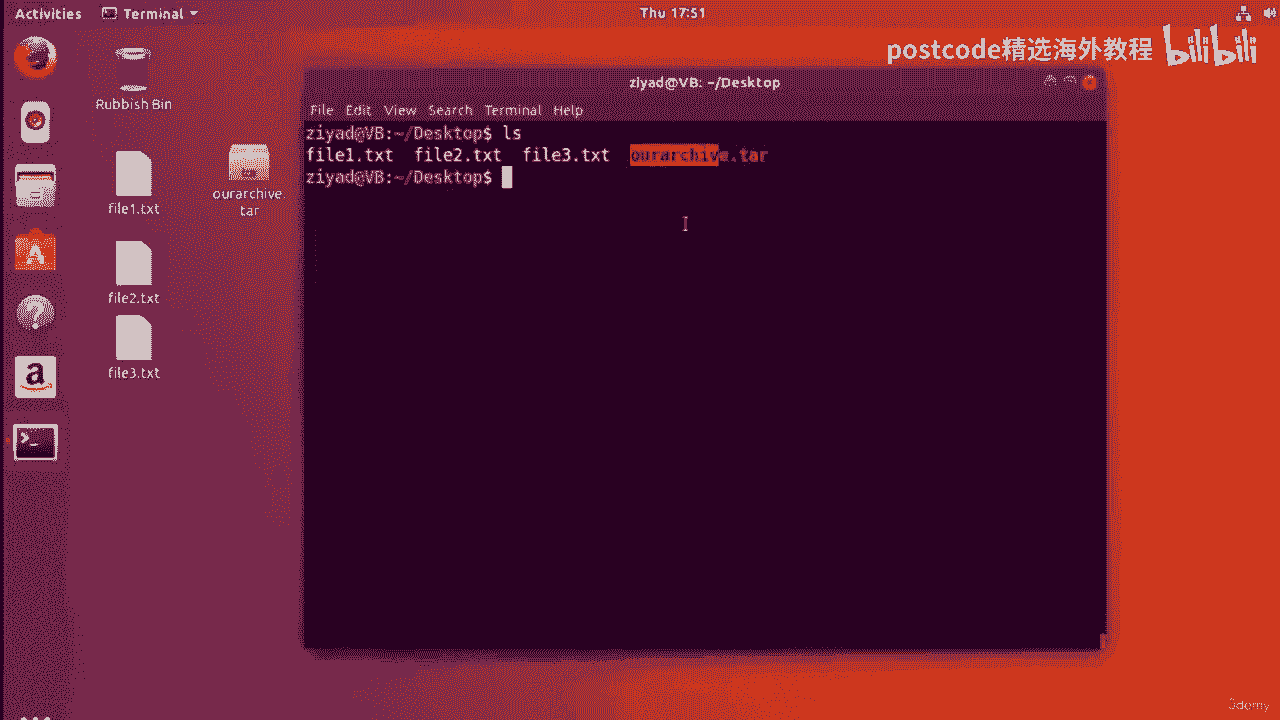 Activities Terminal Thu 17:51
postcode精选海外教程 bilibili
Rubbish Bin
file1.txt
ourarchive.
tar
file2.txt
file3.txt
ziyad@VB: ~/Desktop
File Edit View Search Terminal Help
ziyad@VB:~/Desktop$ ls
file1.txt file2.txt file3.txt ourarchive.tar
ziyad@VB:~/Desktop$